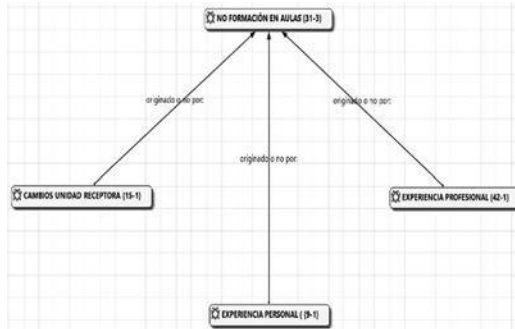 NO FORMACIÓN EN AULAS (31-3)
originado o no por:
originado o no por:
originado o no por:
CAMBIOS UNIDAD RECEPTORA (15-1)
EXPERIENCIA PROFESIONAL (42-1)
EXPERIENCIA PERSONAL ( (9-1)